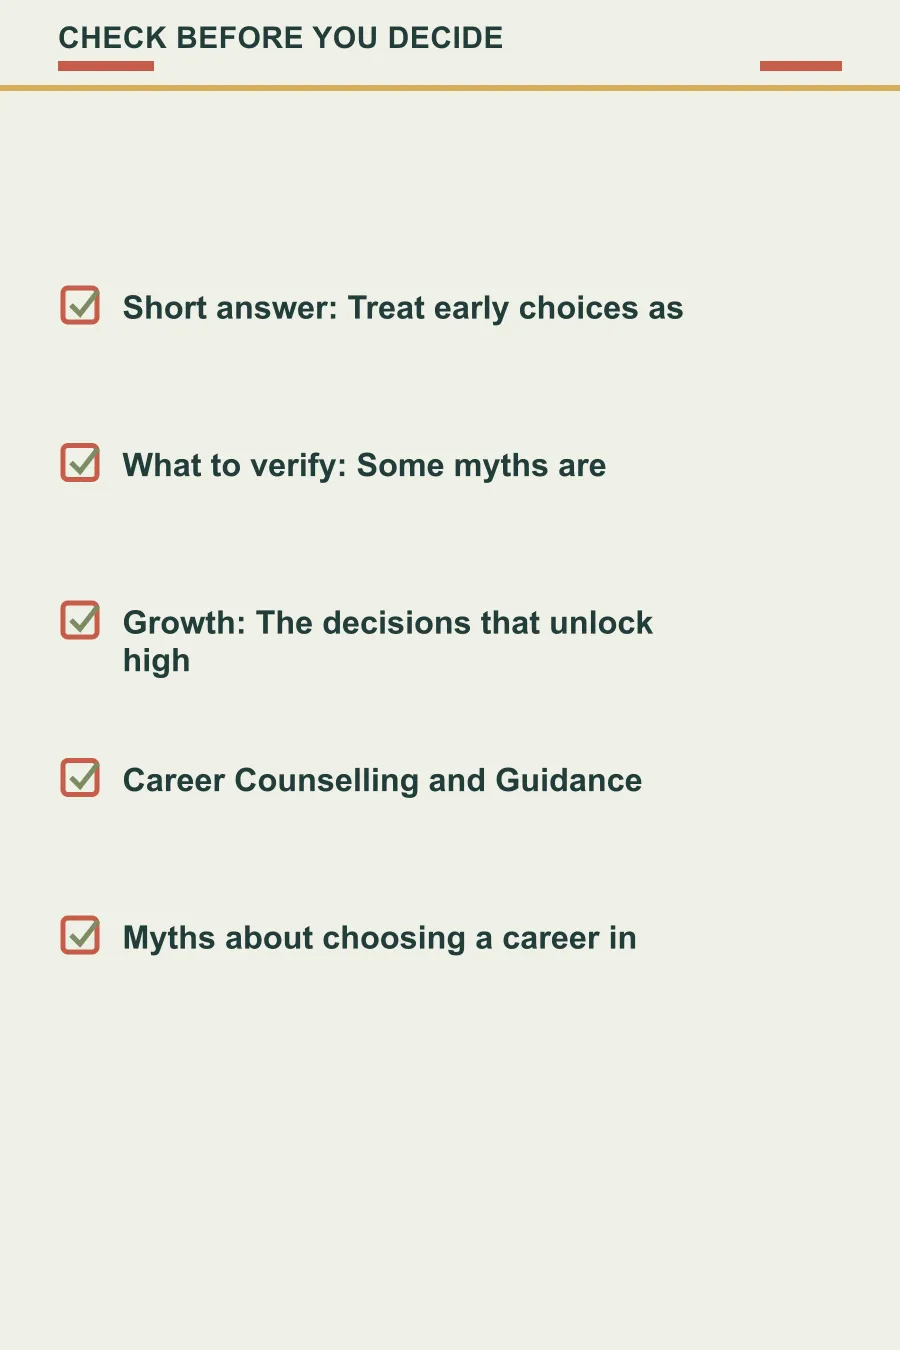 CHECK BEFORE YOU DECIDE
Short answer: Treat early choices as
What to verify: Some myths are
Growth: The decisions that unlock
high
Career Counselling and Guidance
Myths about choosing a career in